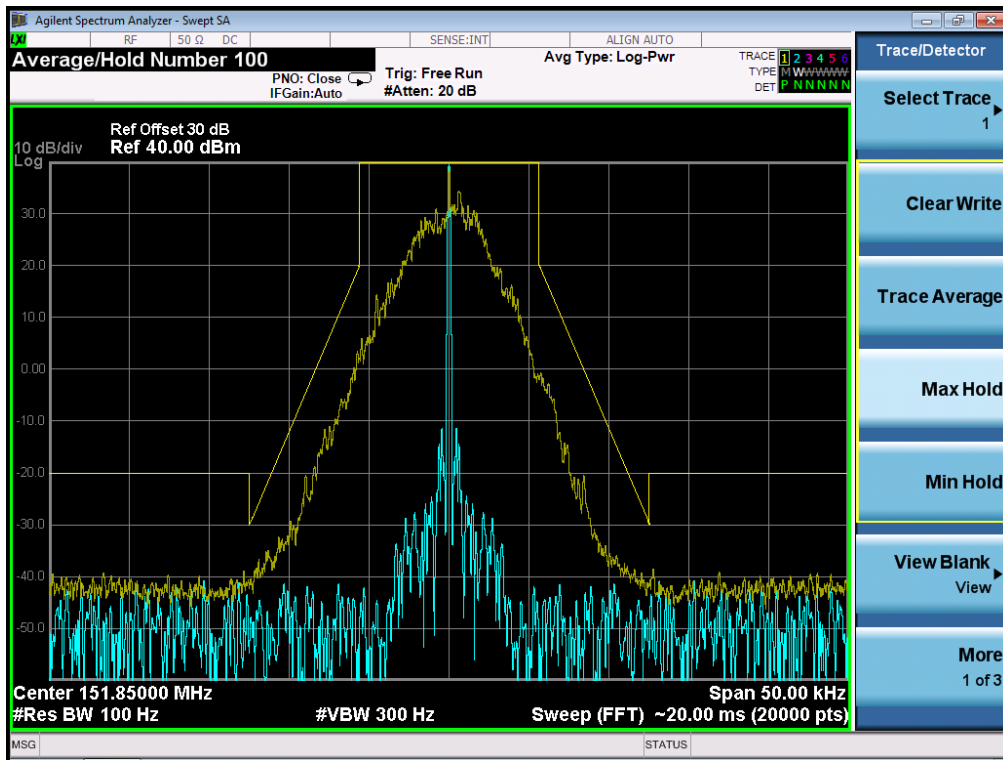 Agilent Spectrum Analyzer - Swept SA
LXI
RF 50 Ω DC SENSE:INT ALIGN AUTO
Average/Hold Number 100
PNO: Close
IFGain:Auto
Trig: Free Run
#Atten: 20 dB
Avg Type: Log-Pwr
TRACE 1 2 3 4 5 6
TYPE M W W W W W
DET P N N N N N
Ref Offset 30 dB
10 dB/div Ref 40.00 dBm
Log
30.0
20.0
10.0
0.00
-10.0
-20.0
-30.0
-40.0
-50.0
Center 151.85000 MHz Span 50.00 kHz
#Res BW 100 Hz #VBW 300 Hz Sweep (FFT) ~20.00 ms (20000 pts)
MSG STATUS
Trace/Detector
Select Trace
1
Clear Write
Trace Average
Max Hold
Min Hold
View Blank
View
More
1 of 3